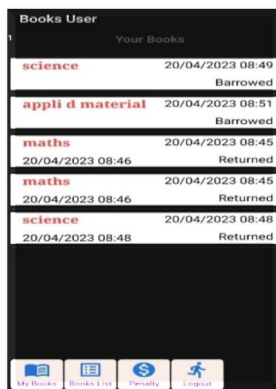 Books User
1
Your Books
science 20/04/2023 08:49
Barrowed
appli d material 20/04/2023 08:51
Barrowed
maths 20/04/2023 08:45
20/04/2023 08:46 Returned
maths 20/04/2023 08:45
20/04/2023 08:46 Returned
science 20/04/2023 08:48
20/04/2023 08:48 Returned
My Books Books List Penalty Logout